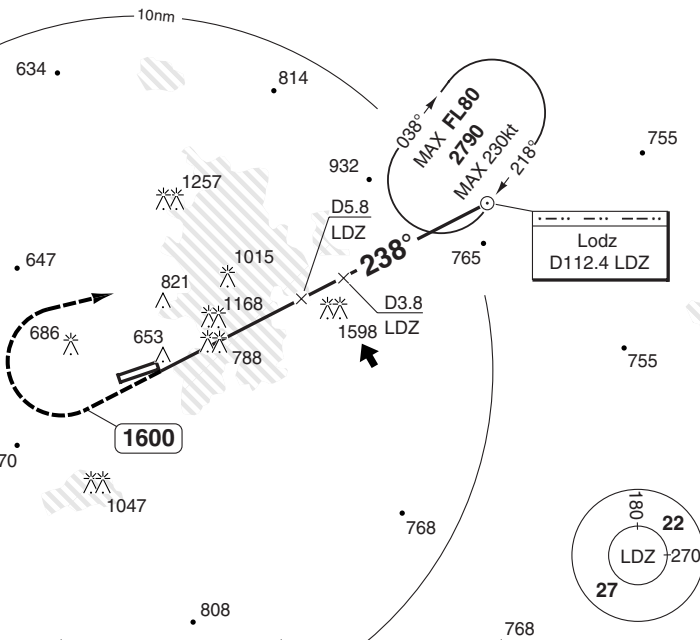 10nm
634
814
038°
MAX FL80
2790
MAX 230kt
218°
755
932
1257
D5.8
LDZ
238°
765
Lodz
D112.4 LDZ
647
1015
821
1168
D3.8
LDZ
1598
686
653
788
755
1600
70
1047
768
180
22
LDZ
270
27
808
768